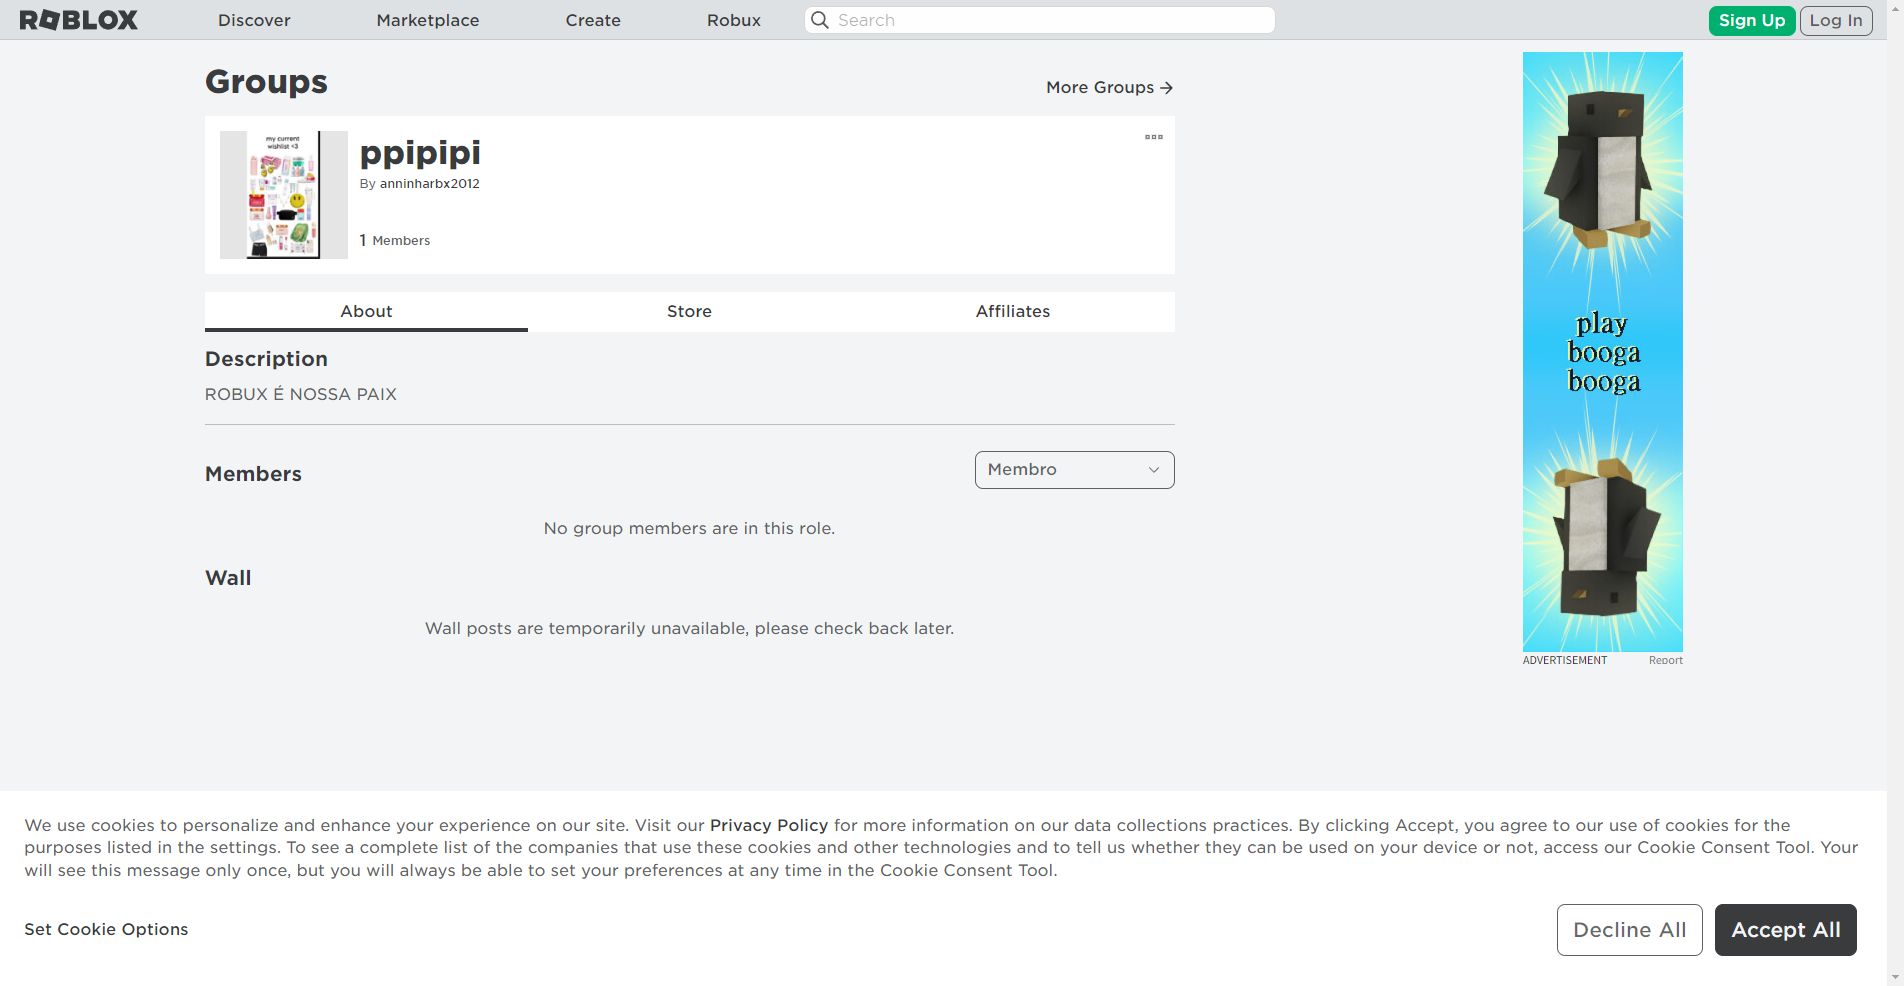 ROBLOX
Discover
Marketplace
Create
Robux
Search
Sign Up
Log In
Groups
More Groups
my current
wishlist <3
ppipipi
By anninharbx2012
1 Members
About
Store
Affiliates
Description
ROBUX É NOSSA PAIX
Members
Membro
No group members are in this role.
Wall
Wall posts are temporarily unavailable, please check back later.
play
booga
booga
ADVERTISEMENT
Report
We use cookies to personalize and enhance your experience on our site. Visit our Privacy Policy for more information on our data collections practices. By clicking Accept, you agree to our use of cookies for the
purposes listed in the settings. To see a complete list of the companies that use these cookies and other technologies and to tell us whether they can be used on your device or not, access our Cookie Consent Tool. Your
will see this message only once, but you will always be able to set your preferences at any time in the Cookie Consent Tool.
Set Cookie Options
Decline All
Accept All